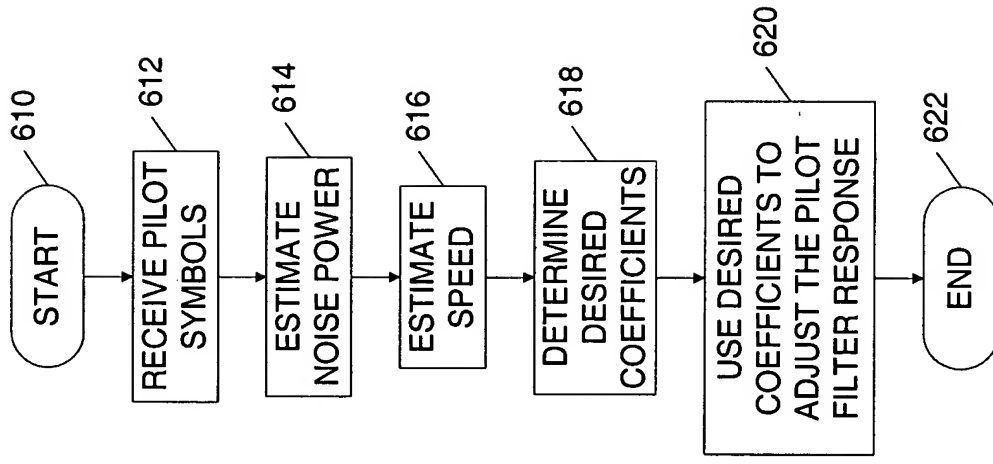 START
610
RECEIVE PILOT
SYMBOLS
612
ESTIMATE
NOISE POWER
614
ESTIMATE
SPEED
616
DETERMINE
DESIRED
COEFFICIENTS
618
USE DESIRED
COEFFICIENTS TO
ADJUST THE PILOT
FILTER RESPONSE
620
END
622